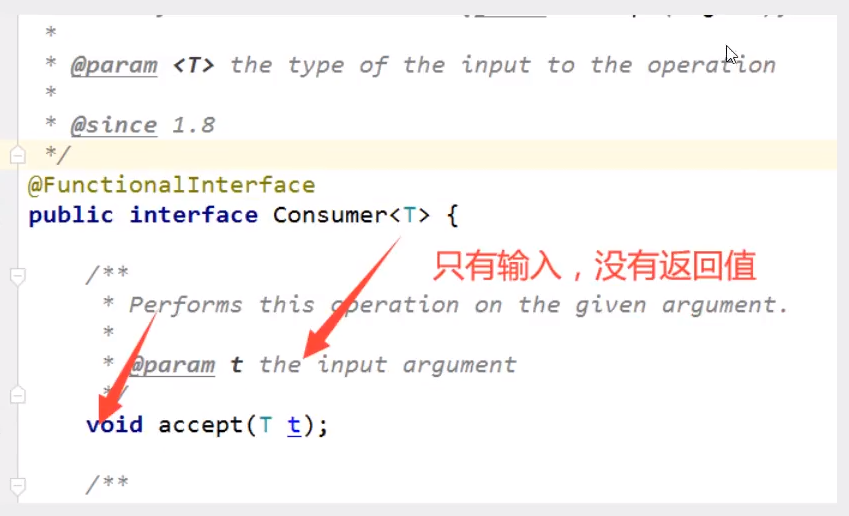 *
* @param <T> the type of the input to the operation
*
* @since 1.8
*/
@FunctionalInterface
public interface Consumer<T> {
只有输入，没有返回值
/**
* Performs this operation on the given argument.
*
* @param t the input argument
*/
void accept(T t);
/**